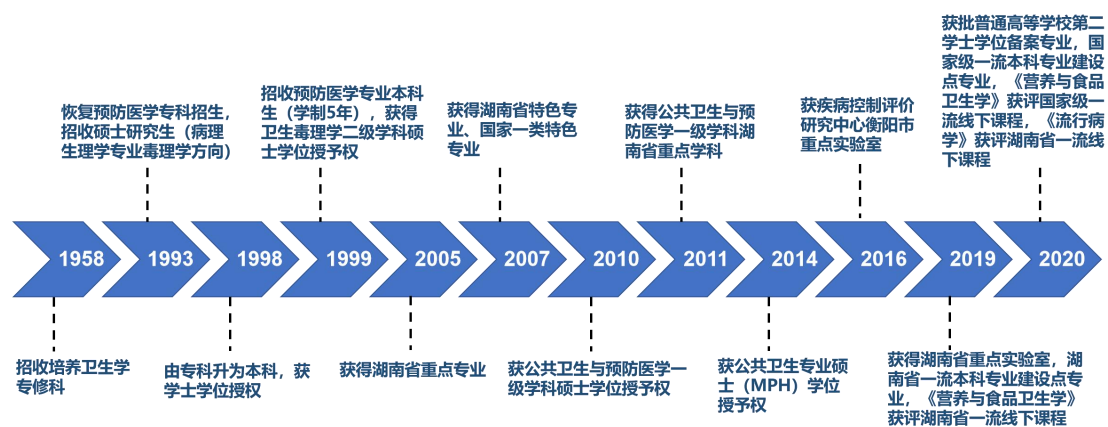 恢复预防医学专科招生,
招收硕士研究生（病理
生理学专业毒理学方向）
招收预防医学专业本科
生（学制5年），获得
卫生毒理学二级学科硕
士学位授予权
获得湖南省特色专
业、国家一类特色
专业
获得公共卫生与预
防医学一级学科湖
南省重点学科
获疾病控制评价
研究中心衡阳市
重点实验室
获批普通高等学校第二
学士学位备案专业，国
家级一流本科专业建设
点专业，《营养与食品
卫生学》获评国家级一
流线下课程，《流行病
学》获评湖南省一流线
下课程
1958
1993
1998
1999
2005
2007
2010
2011
2014
2016
2019
2020
招收培养卫生学
专修科
由专科升为本科，获
学士学位授权
获得湖南省重点专业
获公共卫生与预防医学一
级学科硕士学位授予权
获公共卫生专业硕
士（MPH）学位
授予权
获得湖南省重点实验室，湖
南省一流本科专业建设点专
业，《营养与食品卫生学》
获评湖南省一流线下课程